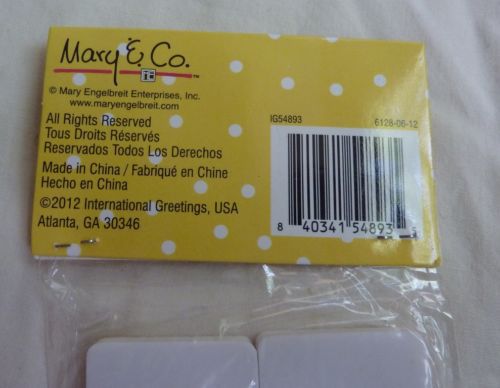 Mary & Co.
™
© Mary Engelbreit Enterprises, Inc.
www.maryengelbreit.com
All Rights Reserved
Tous Droits Réservés
Reservados Todos Los Derechos
Made in China / Fabriqué en Chine
Hecho en China
©2012 International Greetings, USA
Atlanta, GA 30346
IG54893 6128-06-12
8 40341 54893